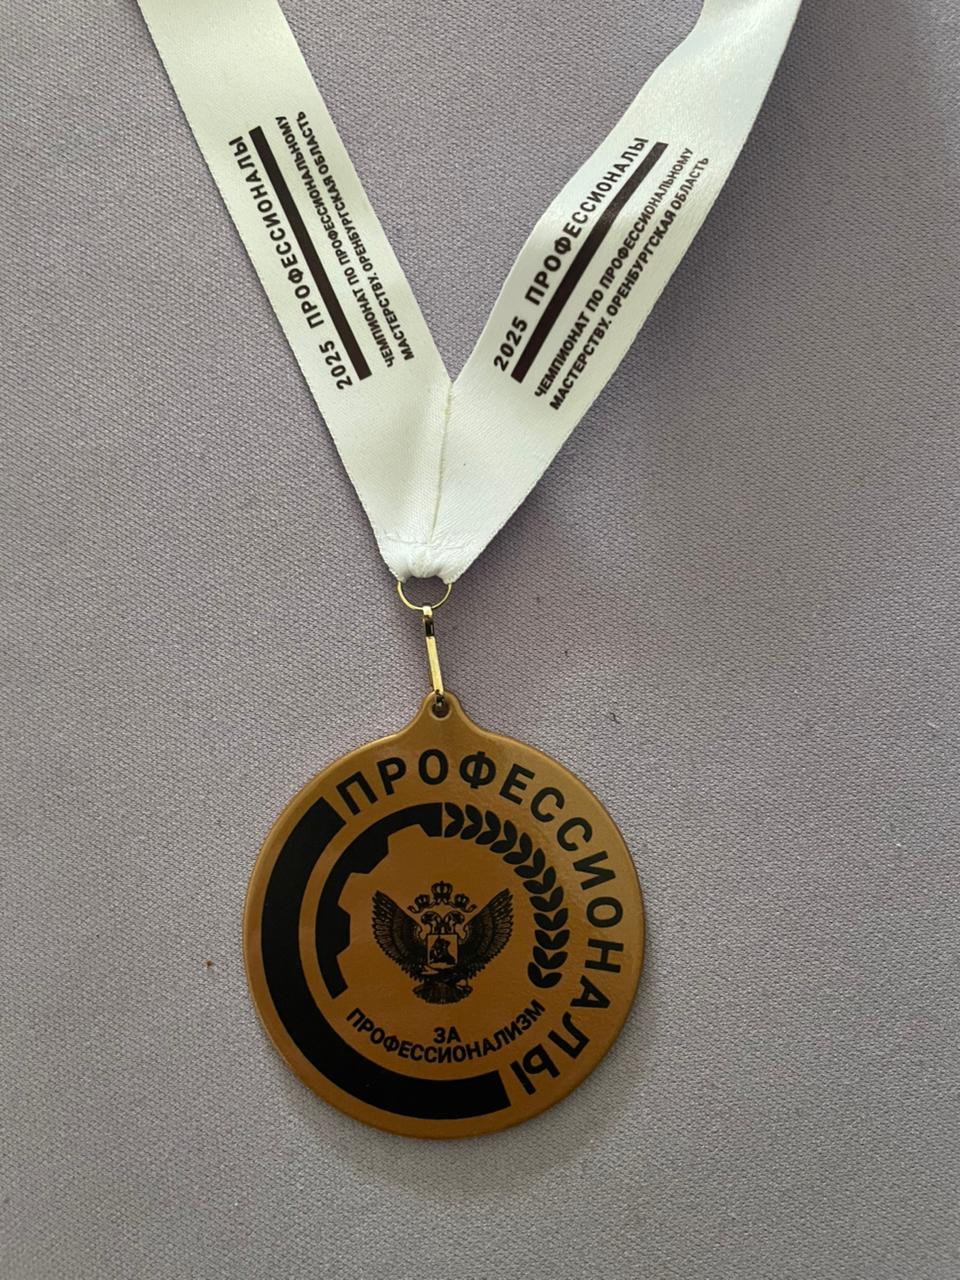 2025 ПРОФЕССИОНАЛЫ
ЧЕМПИОНАТ ПО ПРОФЕССИОНАЛЬНОМУ
МАСТЕРСТВУ. ОРЕНБУРГСКАЯ ОБЛАСТЬ
2025 ПРОФЕССИОНАЛЫ
ЧЕМПИОНАТ ПО ПРОФЕССИОНАЛЬНОМУ
МАСТЕРСТВУ. ОРЕНБУРГСКАЯ ОБЛАСТЬ
ПРОФЕССИОНАЛЫ
ЗА
ПРОФЕССИОНАЛИЗМ